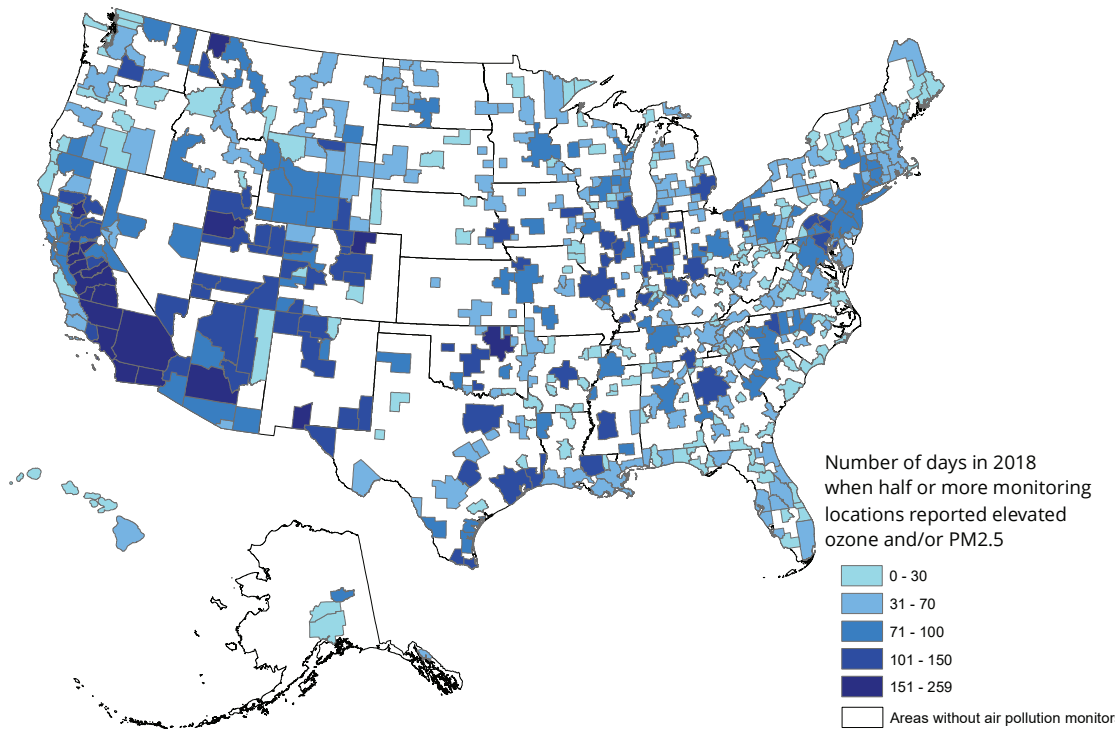 Number of days in 2018
when half or more monitoring
locations reported elevated
ozone and/or PM2.5
0 - 30
31 - 70
71 - 100
101 - 150
151 - 259
Areas without air pollution monitor